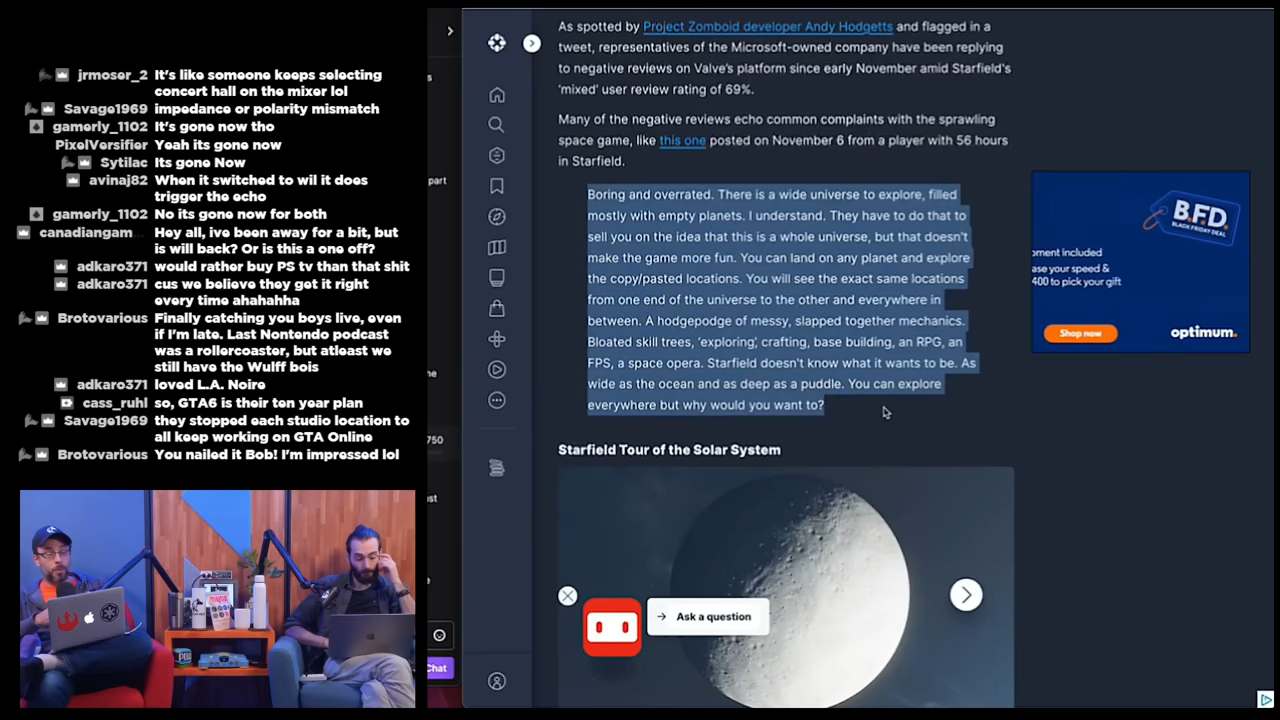 jrmoser_2 It's like someone keeps selecting
concert hall on the mixer lol
Savage1969 impedance or polarity mismatch
gamerly_1102 It's gone now tho
PixelVersifier Yeah its gone now
Sytilac Its gone Now
avinaj82 When it switched to wil it does
trigger the echo
gamerly_1102 No its gone now for both
canadiangam Hey all, ive been away for a bit, but
is will back? Or is this a one off?
adkaro371 would rather buy PS tv than that shit
adkaro371 cus we believe they get it right
every time ahahahha
Brotovarious Finally catching you boys live, even
if I'm late. Last Nontendo podcast
was a rollercoaster, but atleast we
still have the Wulff bois
adkaro371 loved L.A. Noire
cass_ruhl so, GTA6 is their ten year plan
Savage1969 they stopped each studio location to
all keep working on GTA Online
Brotovarious You nailed it Bob! I'm impressed lol
part
he
750
st
Chat
As spotted by Project Zomboid developer Andy Hodgetts and flagged in a
tweet, representatives of the Microsoft-owned company have been replying
to negative reviews on Valve's platform since early November amid Starfield's
'mixed' user review rating of 69%.
Many of the negative reviews echo common complaints with the sprawling
space game, like this one posted on November 6 from a player with 56 hours
in Starfield.
Boring and overrated. There is a wide universe to explore, filled
mostly with empty planets. I understand. They have to do that to
sell you on the idea that this is a whole universe, but that doesn't
make the game more fun. You can land on any planet and explore
the copy/pasted locations. You will see the exact same locations
from one end of the universe to the other and everywhere in
between. A hodgepodge of messy, slapped together mechanics.
Bloated skill trees, 'exploring', crafting, base building, an RPG, an
FPS, a space opera. Starfield doesn't know what it wants to be. As
wide as the ocean and as deep as a puddle. You can explore
everywhere but why would you want to?
Starfield Tour of the Solar System
Ask a question
B.F.D.
BLACK FRIDAY DEAL
oment included
ase your speed &
400 to pick your gift
Shop now
optimum.